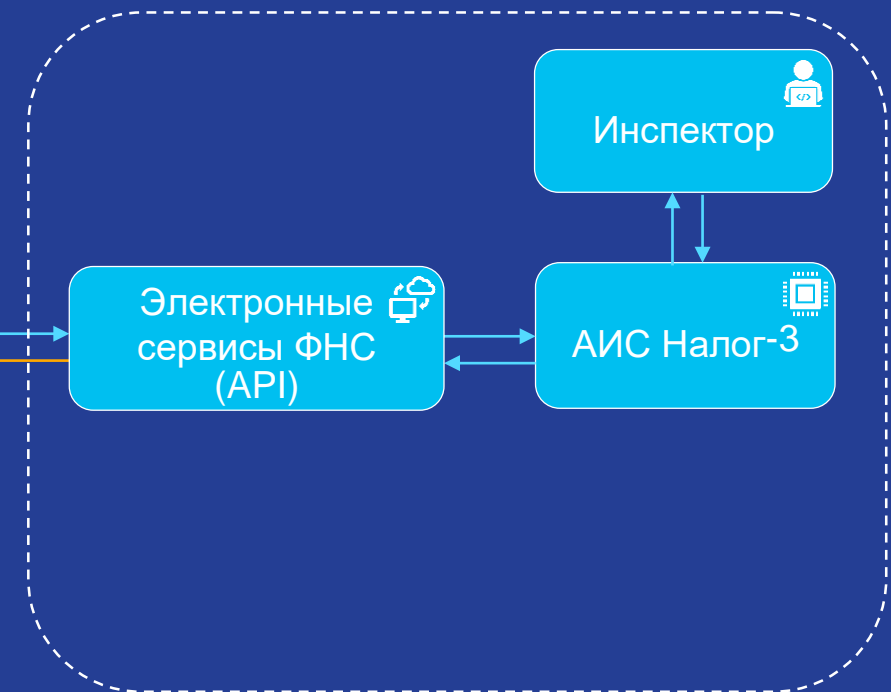 Инспектор
Электронные
сервисы ФНС
(API)
АИС Налог-3